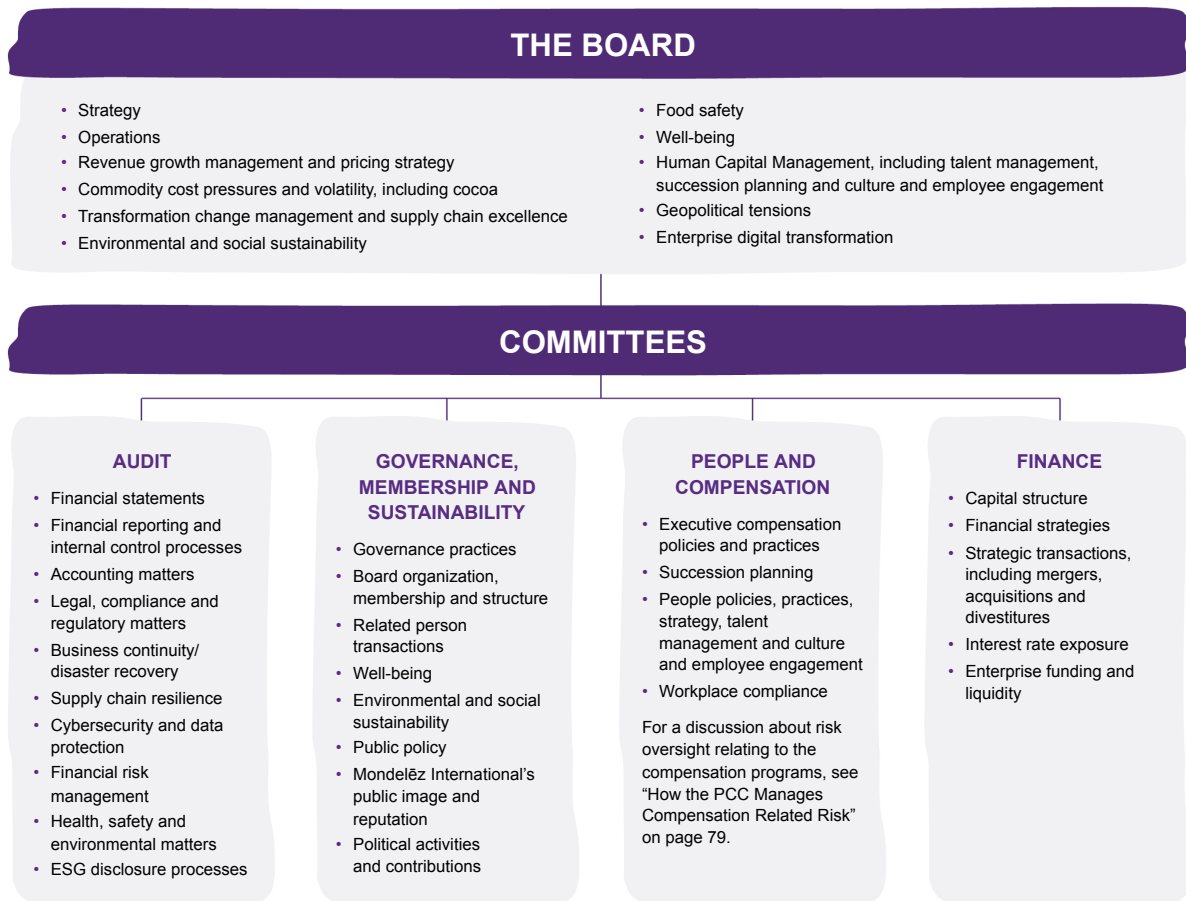 THE BOARD
• Strategy
• Operations
• Revenue growth management and pricing strategy
• Commodity cost pressures and volatility, including cocoa
• Transformation change management and supply chain excellence
• Environmental and social sustainability
• Food safety
• Well-being
• Human Capital Management, including talent management,
succession planning and culture and employee engagement
• Geopolitical tensions
• Enterprise digital transformation
COMMITTEES
AUDIT
• Financial statements
• Financial reporting and
internal control processes
• Accounting matters
• Legal, compliance and
regulatory matters
• Business continuity/
disaster recovery
• Supply chain resilience
• Cybersecurity and data
protection
• Financial risk
management
• Health, safety and
environmental matters
• ESG disclosure processes
GOVERNANCE,
MEMBERSHIP AND
SUSTAINABILITY
• Governance practices
• Board organization,
membership and structure
• Related person
transactions
• Well-being
• Environmental and social
sustainability
• Public policy
• Mondelēz International’s
public image and
reputation
• Political activities
and contributions
PEOPLE AND
COMPENSATION
• Executive compensation
policies and practices
• Succession planning
• People policies, practices,
strategy, talent
management and culture
and employee engagement
• Workplace compliance
For a discussion about risk
oversight relating to the
compensation programs, see
“How the PCC Manages
Compensation Related Risk”
on page 79.
FINANCE
• Capital structure
• Financial strategies
• Strategic transactions,
including mergers,
acquisitions and
divestitures
• Interest rate exposure
• Enterprise funding and
liquidity